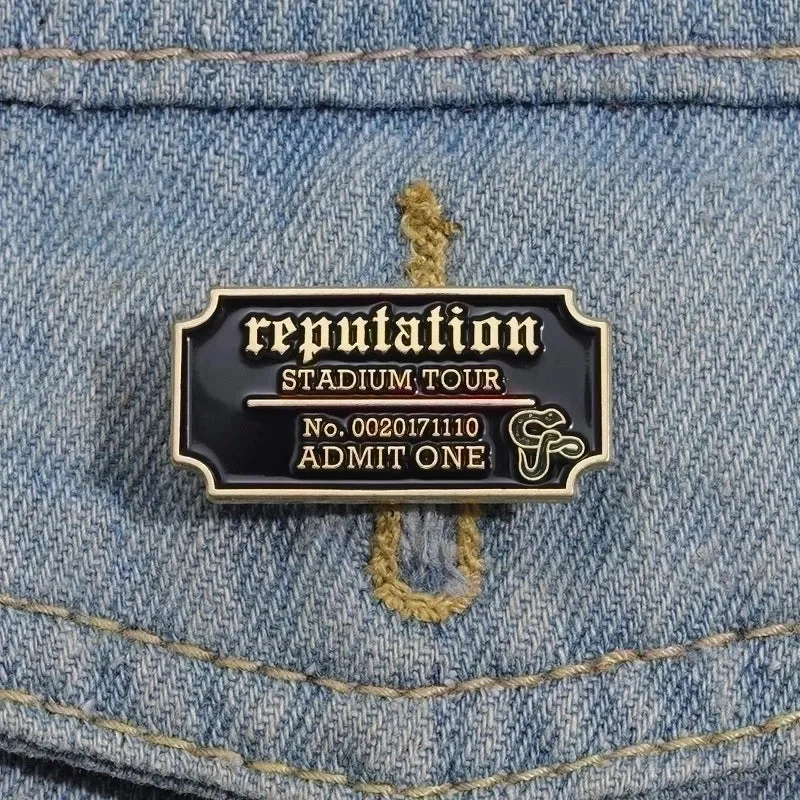 reputation
STADIUM TOUR
No. 0020171110
ADMIT ONE